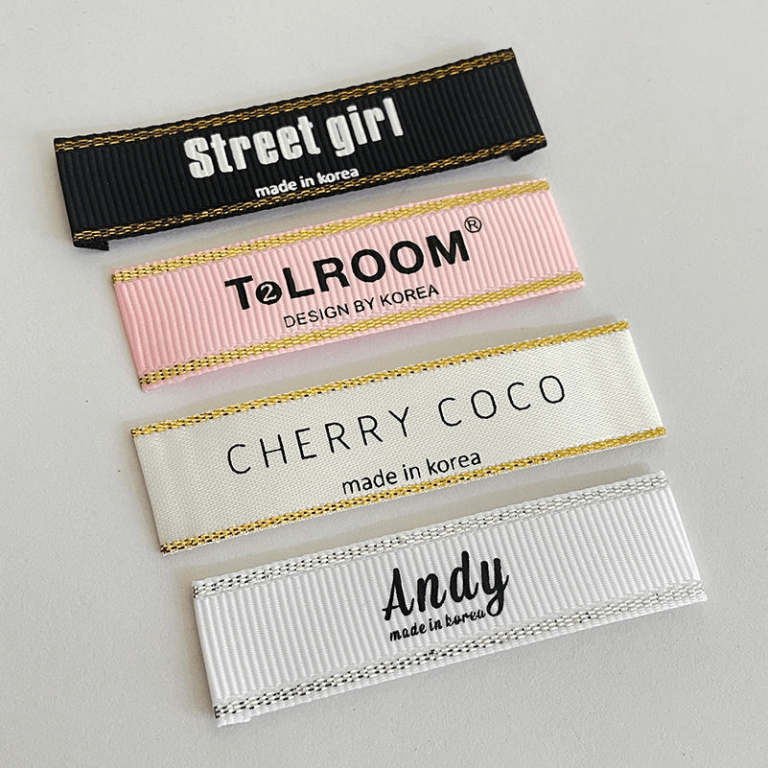 Street girl
made in korea
T2LROOM®
DESIGN BY KOREA
CHERRY COCO
made in korea
Andy
made in korea